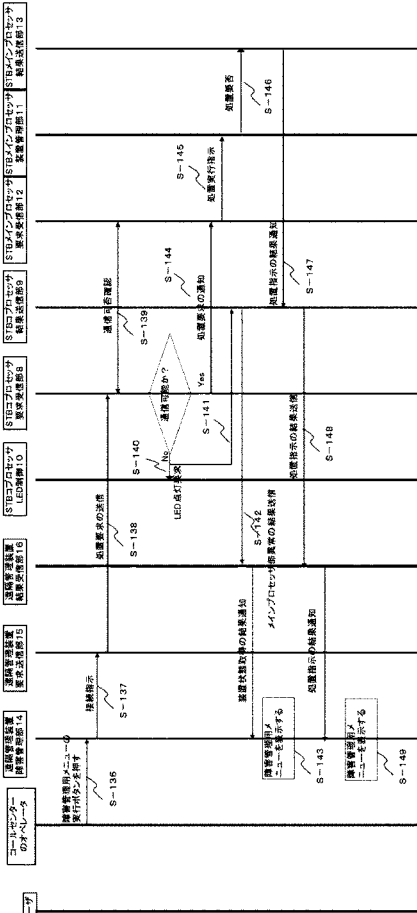 ーザ
コールセンター
のオペレータ
遠隔管理装置
障害管理部14
遠隔管理装置
要求送信部15
遠隔管理装置
結果受信部16
STBコプロセッサ
LED制御10
STBコプロセッサ
要求受信部8
STBコプロセッサ
結果送信部9
STBメインプロセッサ
要求受信部12
STBメインプロセッサ
装置管理部11
STBメインプロセッサ
結果送信部13
障害管理用メニューの
実行ボタンを押す
S-136
接続指示
S-137
処置要求の送信
S-138
通信可否確認
S-139
通信可能か?
No
S-140
LED点灯要求
Yes
S-141
S-142
メインプロセッサ部異常の結果送信
装置状態取得の結果通知
障害管理用メ
ニューを表示する
S-143
処置要求の通知
S-144
処置実行指示
S-145
処置要否
S-146
処置指示の結果通知
S-147
処置指示の結果送信
S-148
処置指示の結果通知
障害管理用メ
ニューを表示する
S-149